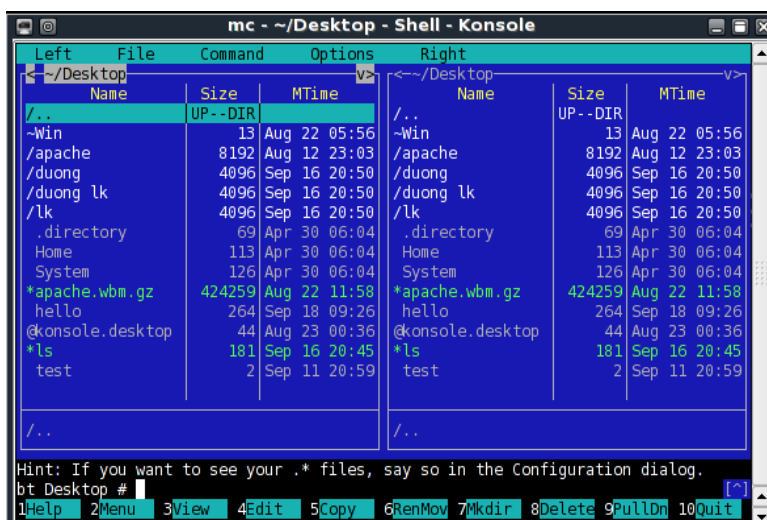 mc - ~/Desktop - Shell - Konsole
Left File Command Options Right
< ~/Desktop v> <~/Desktop v>
Name Size MTime Name Size MTime
/.. UP--DIR /.. UP--DIR
~Win 13 Aug 22 05:56 ~Win 13 Aug 22 05:56
/apache 8192 Aug 12 23:03 /apache 8192 Aug 12 23:03
/duong 4096 Sep 16 20:50 /duong 4096 Sep 16 20:50
/duong lk 4096 Sep 16 20:50 /duong lk 4096 Sep 16 20:50
/lk 4096 Sep 16 20:50 /lk 4096 Sep 16 20:50
.directory 69 Apr 30 06:04 .directory 69 Apr 30 06:04
Home 113 Apr 30 06:04 Home 113 Apr 30 06:04
System 126 Apr 30 06:04 System 126 Apr 30 06:04
*apache.wbm.gz 424259 Aug 22 11:58 *apache.wbm.gz 424259 Aug 22 11:58
hello 264 Sep 18 09:26 hello 264 Sep 18 09:26
@konsole.desktop 44 Aug 23 00:36 @konsole.desktop 44 Aug 23 00:36
*ls 181 Sep 16 20:45 *ls 181 Sep 16 20:45
test 2 Sep 11 20:59 test 2 Sep 11 20:59
/.. /..
Hint: If you want to see your .* files, say so in the Configuration dialog.
bt Desktop # [^]
1Help 2Menu 3View 4Edit 5Copy 6RenMov 7Mkdir 8Delete 9PullDn 10Quit